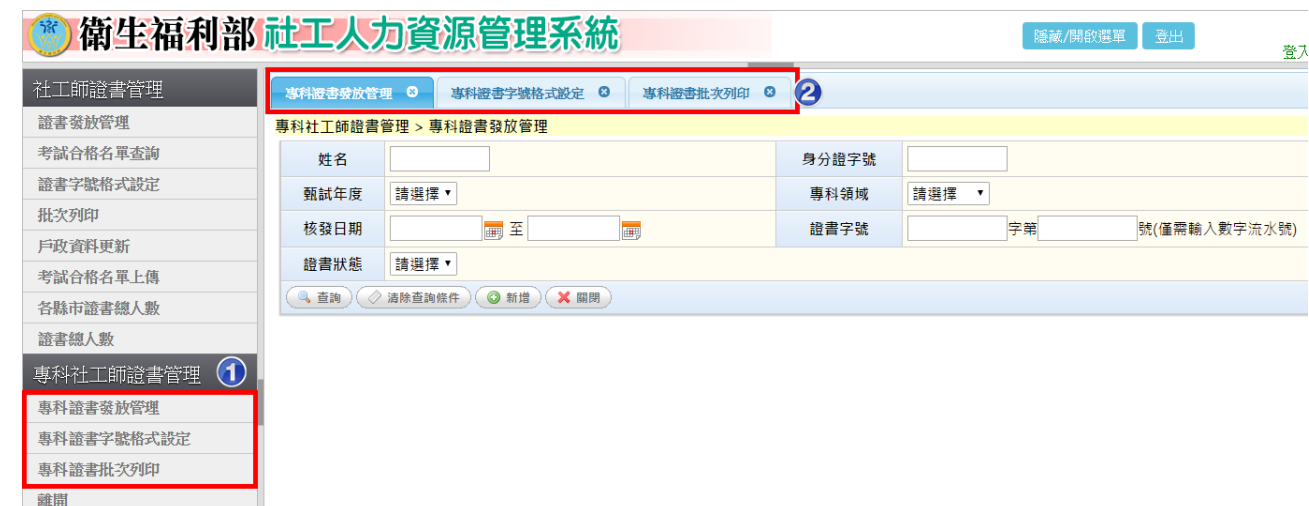 衛生福利部 社工人力資源管理系統
隱藏/開啟選單 登出
登入
社工師證書管理
證書發放管理
考試合格名單查詢
證書字號格式設定
批次列印
戶政資料更新
考試合格名單上傳
各縣市證書總人數
證書總人數
專科社工師證書管理 1
專科證書發放管理
專科證書字號格式設定
專科證書批次列印
離開
專科證書發放管理 專科證書字號格式設定 專科證書批次列印 2
專科社工師證書管理 > 專科證書發放管理
姓名 身分證字號
甄試年度 請選擇 專科領域 請選擇
核發日期 至 證書字號 字第 號(僅需輸入數字流水號)
證書狀態 請選擇
查詢 清除查詢條件 新增 關閉